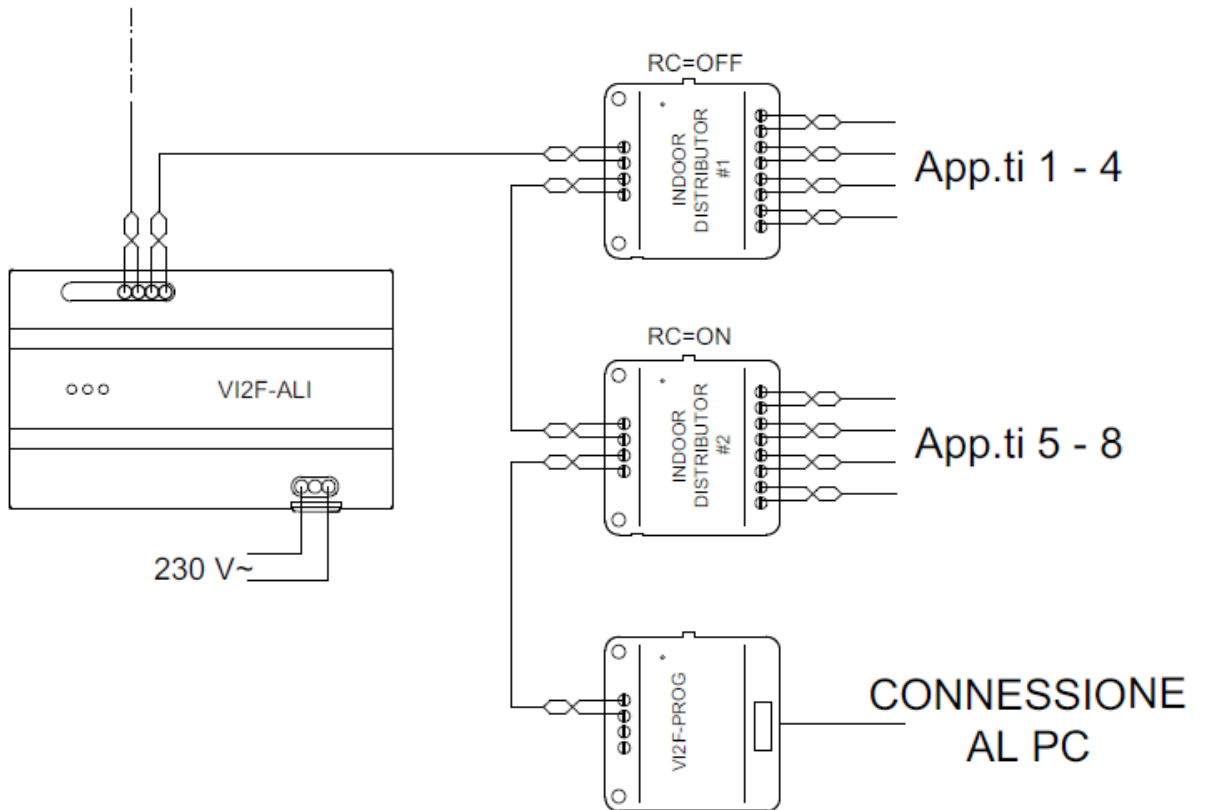 RC=OFF
INDOOR
DISTRIBUTOR
#1
App.ti 1 - 4
RC=ON
VI2F-ALI
INDOOR
DISTRIBUTOR
#2
App.ti 5 - 8
230 V~
VI2F-PROG
CONNESSIONE
AL PC